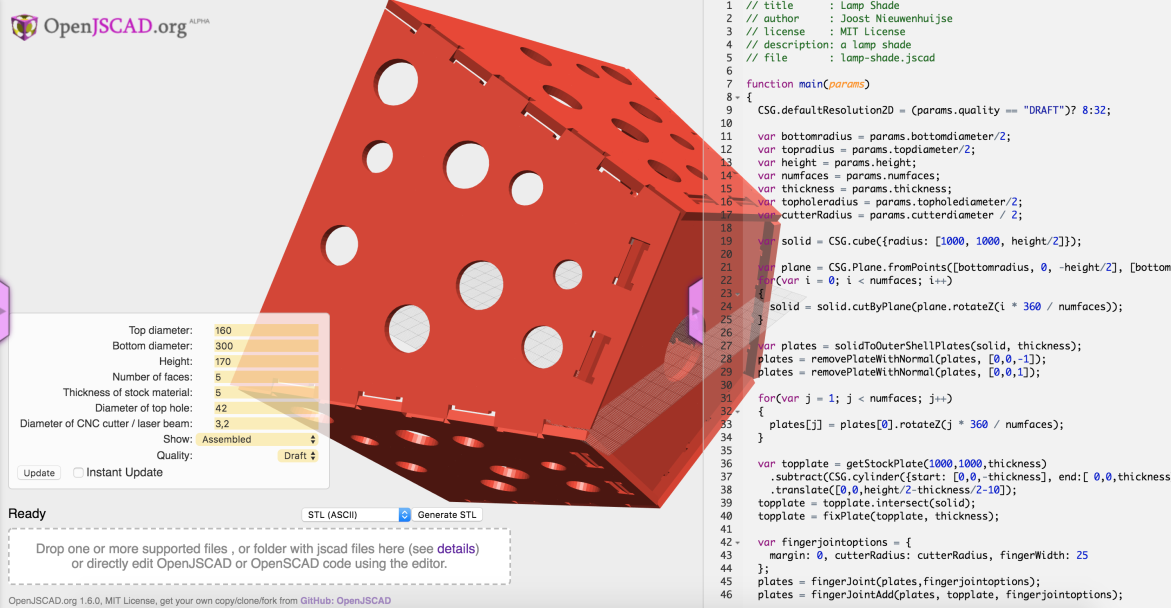 OpenJSCAD.org ALPHA
Top diameter: 160
Bottom diameter: 300
Height: 170
Number of faces: 5
Thickness of stock material: 5
Diameter of top hole: 42
Diameter of CNC cutter / laser beam: 3,2
Show: Assembled
Quality: Draft
Update Instant Update
Ready
STL (ASCII) Generate STL
Drop one or more supported files , or folder with jscad files here (see details)
or directly edit OpenJSCAD or OpenSCAD code using the editor.
OpenJSCAD.org 1.6.0, MIT License, get your own copy/clone/fork from GitHub: OpenJSCAD
1 // title : Lamp Shade
2 // author : Joost Nieuwenhuijse
3 // license : MIT License
4 // description: a lamp shade
5 // file : lamp-shade.jscad
6
7 function main(params)
8 {
9 CSG.defaultResolution2D = (params.quality == "DRAFT")? 8:32;
10
11 var bottomradius = params.bottomdiameter/2;
12 var topradius = params.topdiameter/2;
13 var height = params.height;
14 var numfaces = params.numfaces;
15 var thickness = params.thickness;
16 var topholeradius = params.topholediameter/2;
17 var cutterRadius = params.cutterdiameter / 2;
18
19 var solid = CSG.cube({radius: [1000, 1000, height/2]});
20
21 var plane = CSG.Plane.fromPoints([bottomradius, 0, -height/2], [bottom
22 for(var i = 0; i < numfaces; i++)
23 {
24 solid = solid.cutByPlane(plane.rotateZ(i * 360 / numfaces));
25 }
26
27 var plates = solidToOuterShellPlates(solid, thickness);
28 plates = removePlateWithNormal(plates, [0,0,-1]);
29 plates = removePlateWithNormal(plates, [0,0,1]);
30
31 for(var j = 1; j < numfaces; j++)
32 {
33 plates[j] = plates[0].rotateZ(j * 360 / numfaces);
34 }
35
36 var topplate = getStockPlate(1000,1000,thickness)
37 .subtract(CSG.cylinder({start: [0,0,-thickness], end:[ 0,0,thickness
38 .translate([0,0,height/2-thickness/2-10]);
39 topplate = topplate.intersect(solid);
40 topplate = fixPlate(topplate, thickness);
41
42 var fingerjointoptions = {
43 margin: 0, cutterRadius: cutterRadius, fingerWidth: 25
44 };
45 plates = fingerJoint(plates,fingerjointoptions);
46 plates = fingerJointAdd(plates, topplate, fingerjointoptions);